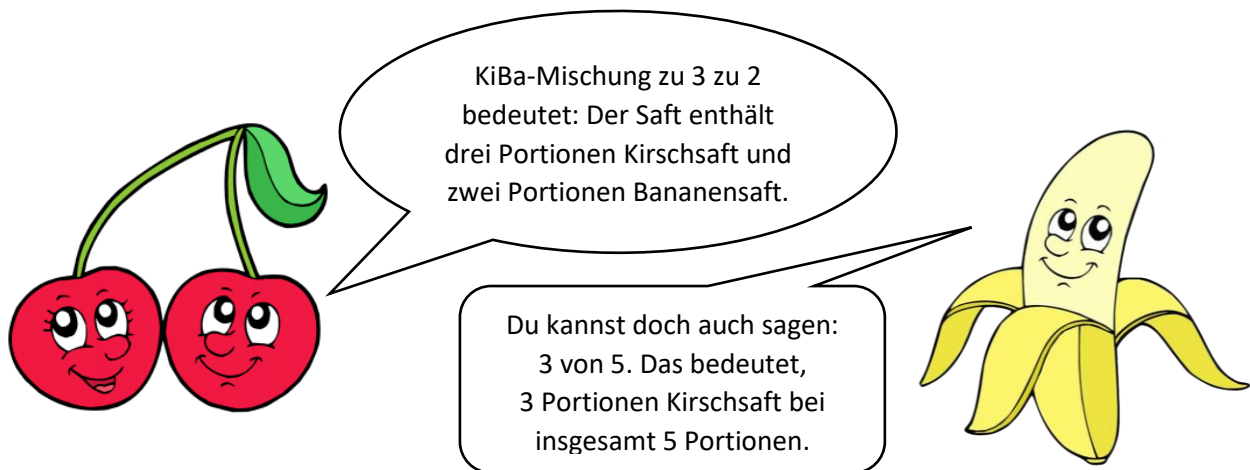 KiBa-Mischung zu 3 zu 2
bedeutet: Der Saft enthält
drei Portionen Kirschsaft und
zwei Portionen Bananensaft.
Du kannst doch auch sagen:
3 von 5. Das bedeutet,
3 Portionen Kirschsaft bei
insgesamt 5 Portionen.